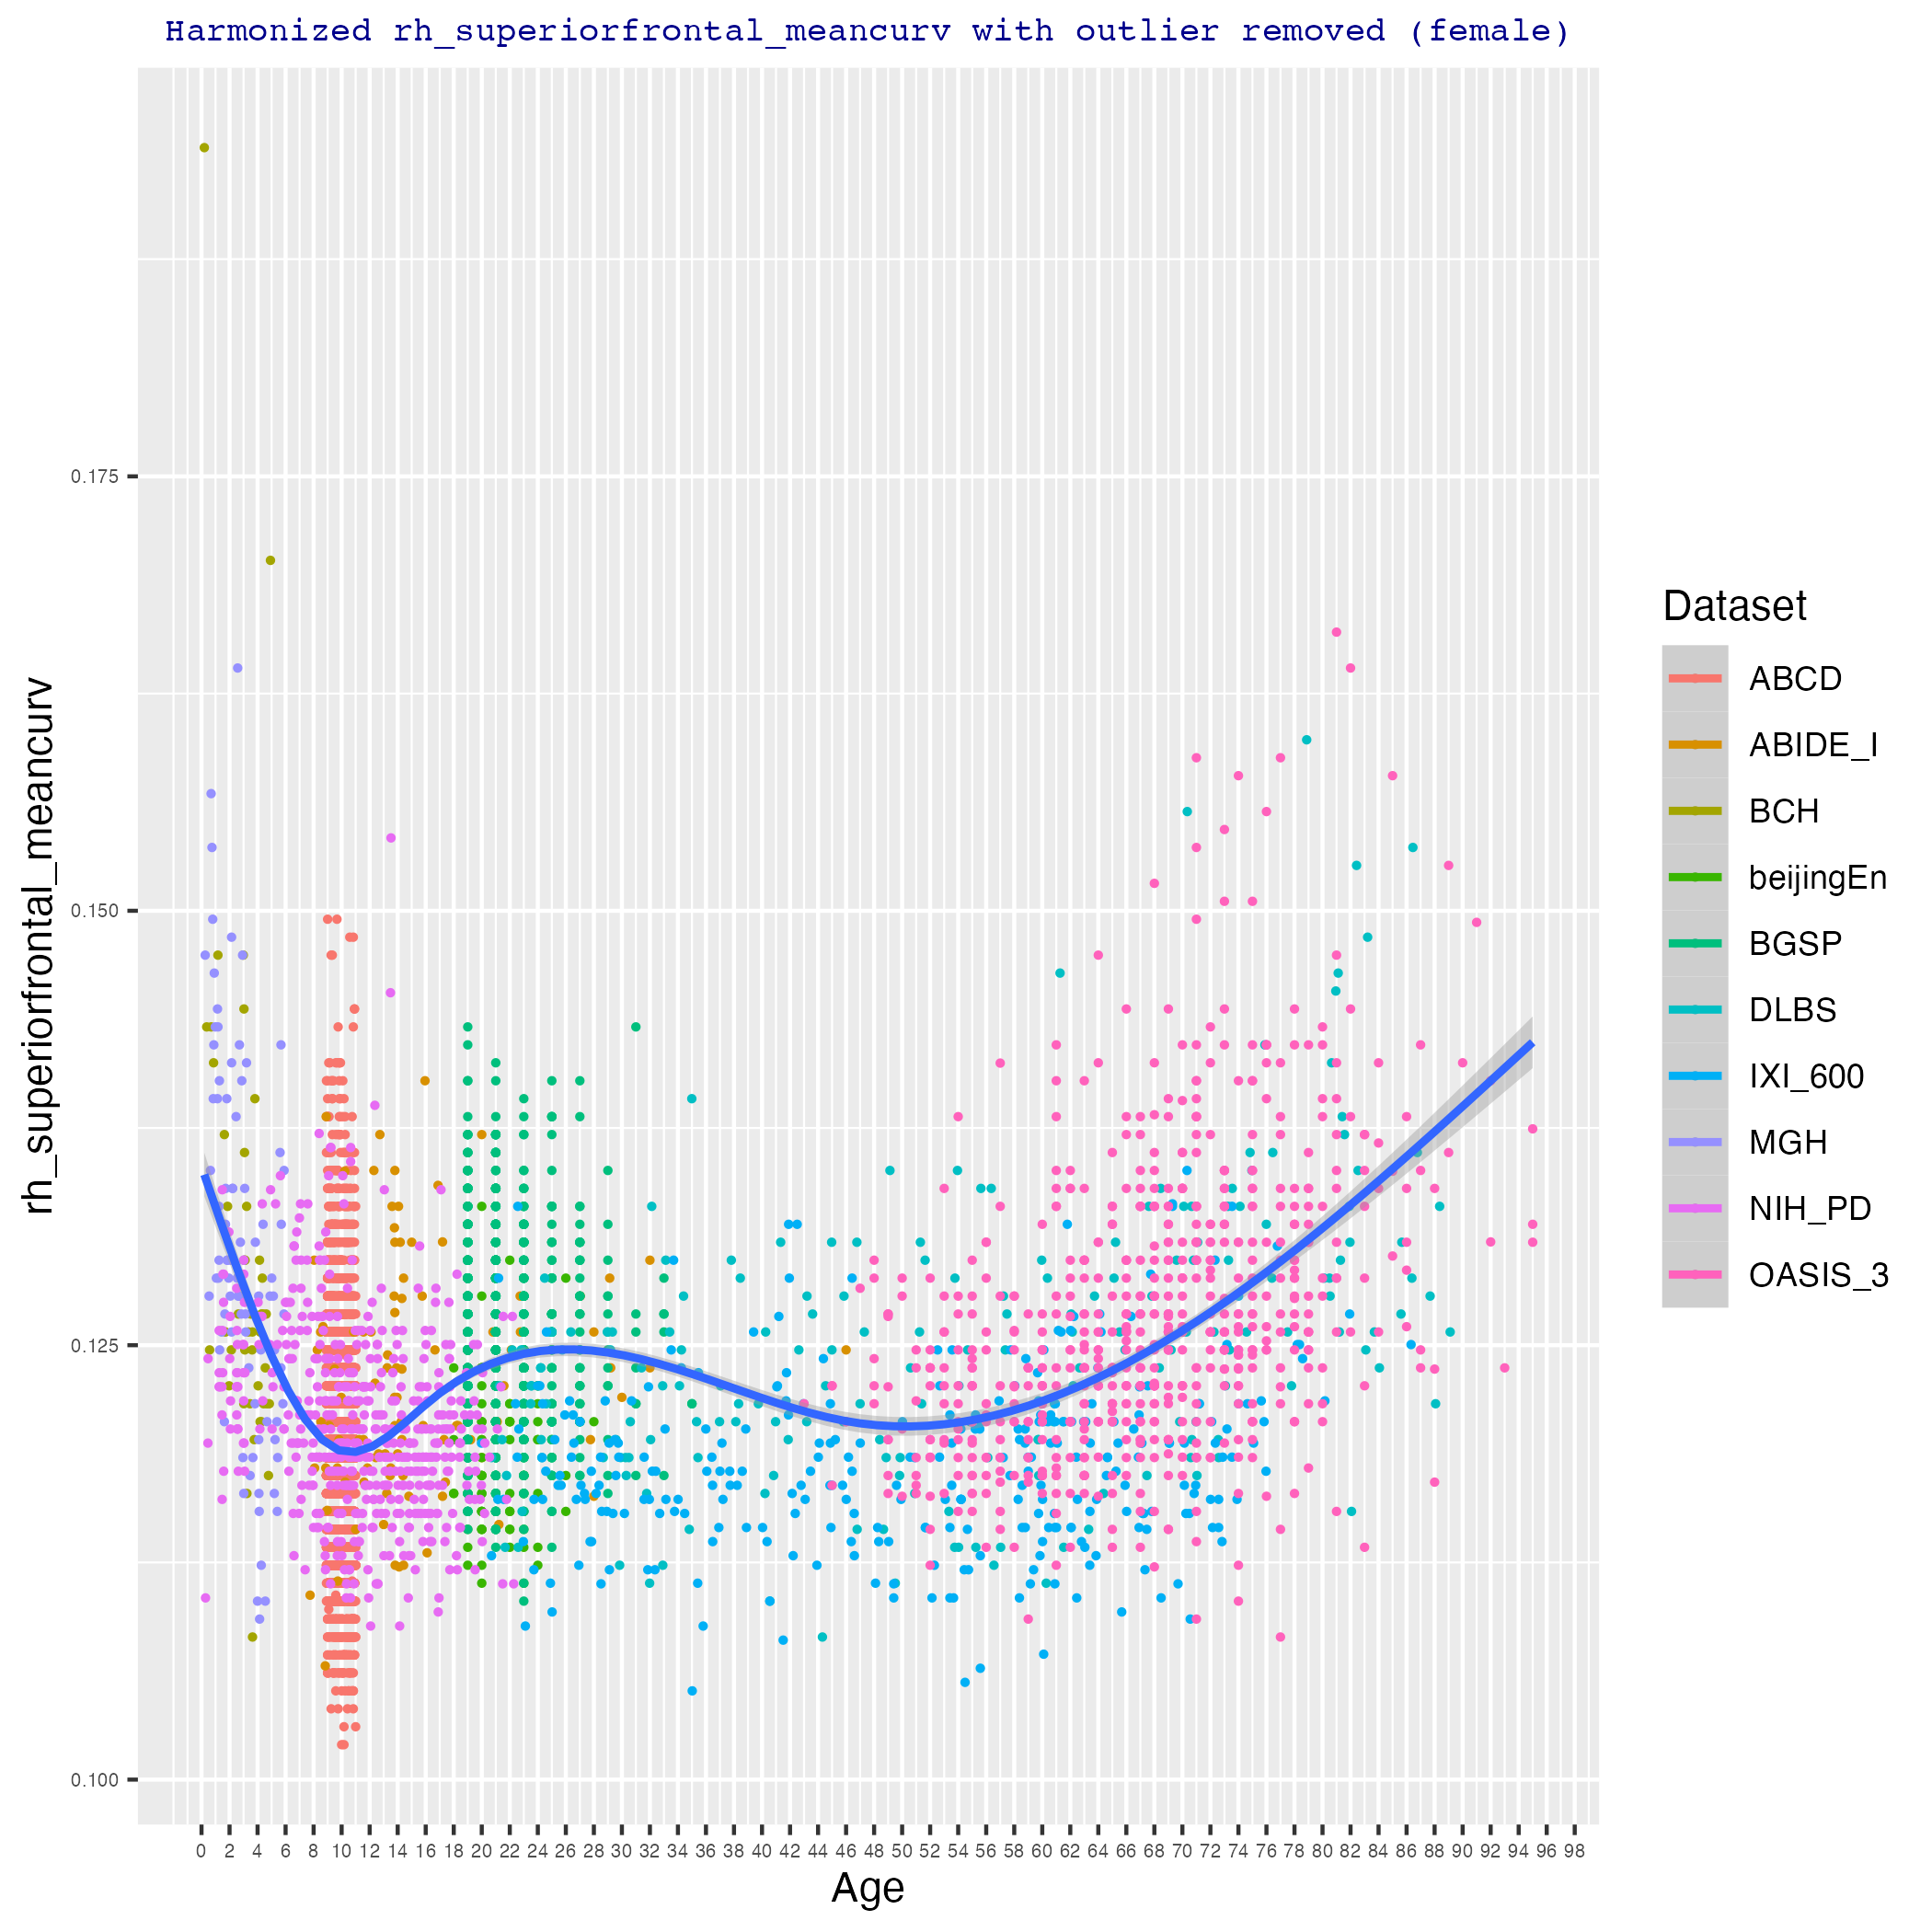 Harmonized rh_superiorfrontal_meancurv with outlier removed (female)
rh_superiorfrontal_meancurv
0.175
0.150
0.125
0.100
0 2 4 6 8 10 12 14 16 18 20 22 24 26 28 30 32 34 36 38 40 42 44 46 48 50 52 54 56 58 60 62 64 66 68 70 72 74 76 78 80 82 84 86 88 90 92 94 96 98
Age
Dataset
ABCD
ABIDE_I
BCH
beijingEn
BGSP
DLBS
IXI_600
MGH
NIH_PD
OASIS_3